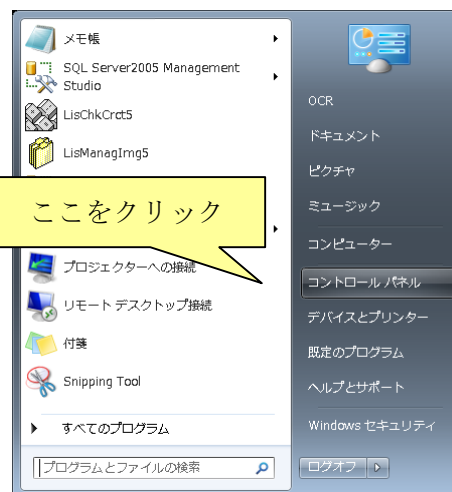 メモ帳
SQL Server2005 Management
Studio
LisChkCrct5
LisManagImg5
ここをクリック
プロジェクターへの接続
リモート デスクトップ接続
付箋
Snipping Tool
すべてのプログラム
プログラムとファイルの検索
OCR
ドキュメント
ピクチャ
ミュージック
コンピューター
コントロール パネル
デバイスとプリンター
既定のプログラム
ヘルプとサポート
Windows セキュリティ
ログオフ